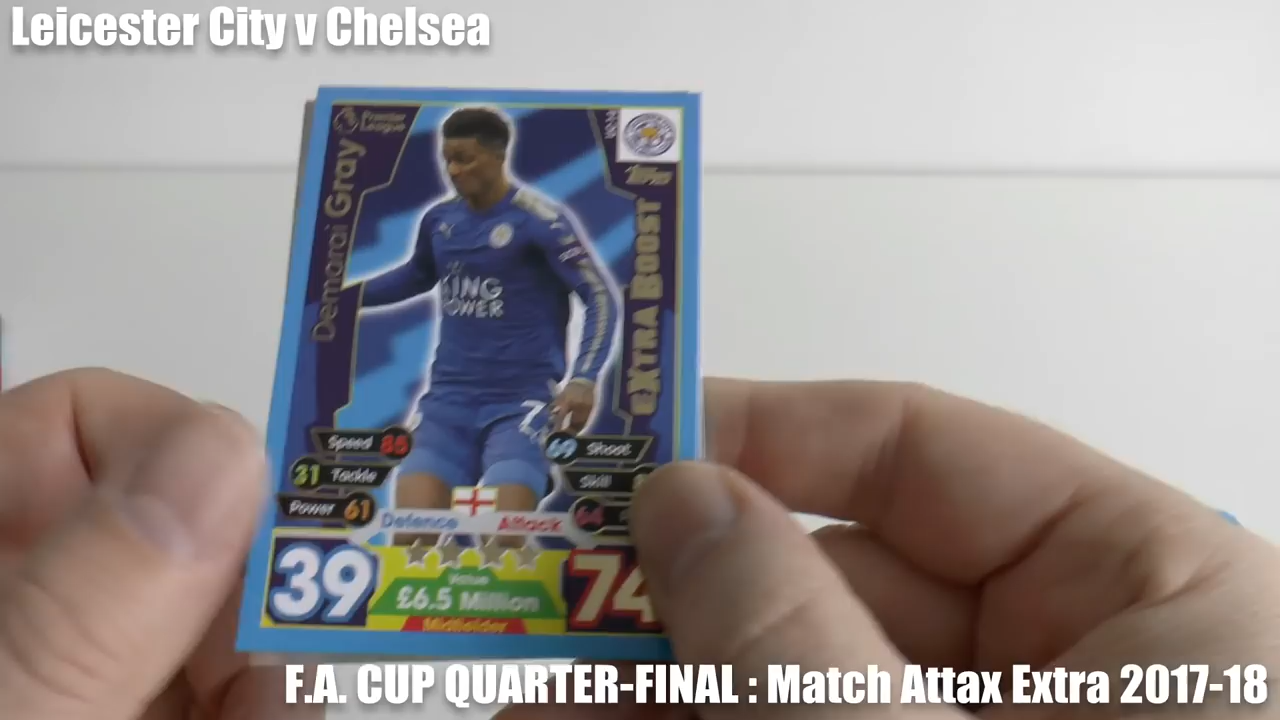 Leicester City v Chelsea
Premier League
Demarai Gray
Topps
EXTRA BOOST
KING POWER
7
Speed 85
31 Tackle
Power 61
69 Shoot
Skill
64
Defence
Attack
39
74
Value
£6.5 Million
Midfielder
F.A. CUP QUARTER-FINAL : Match Attax Extra 2017-18